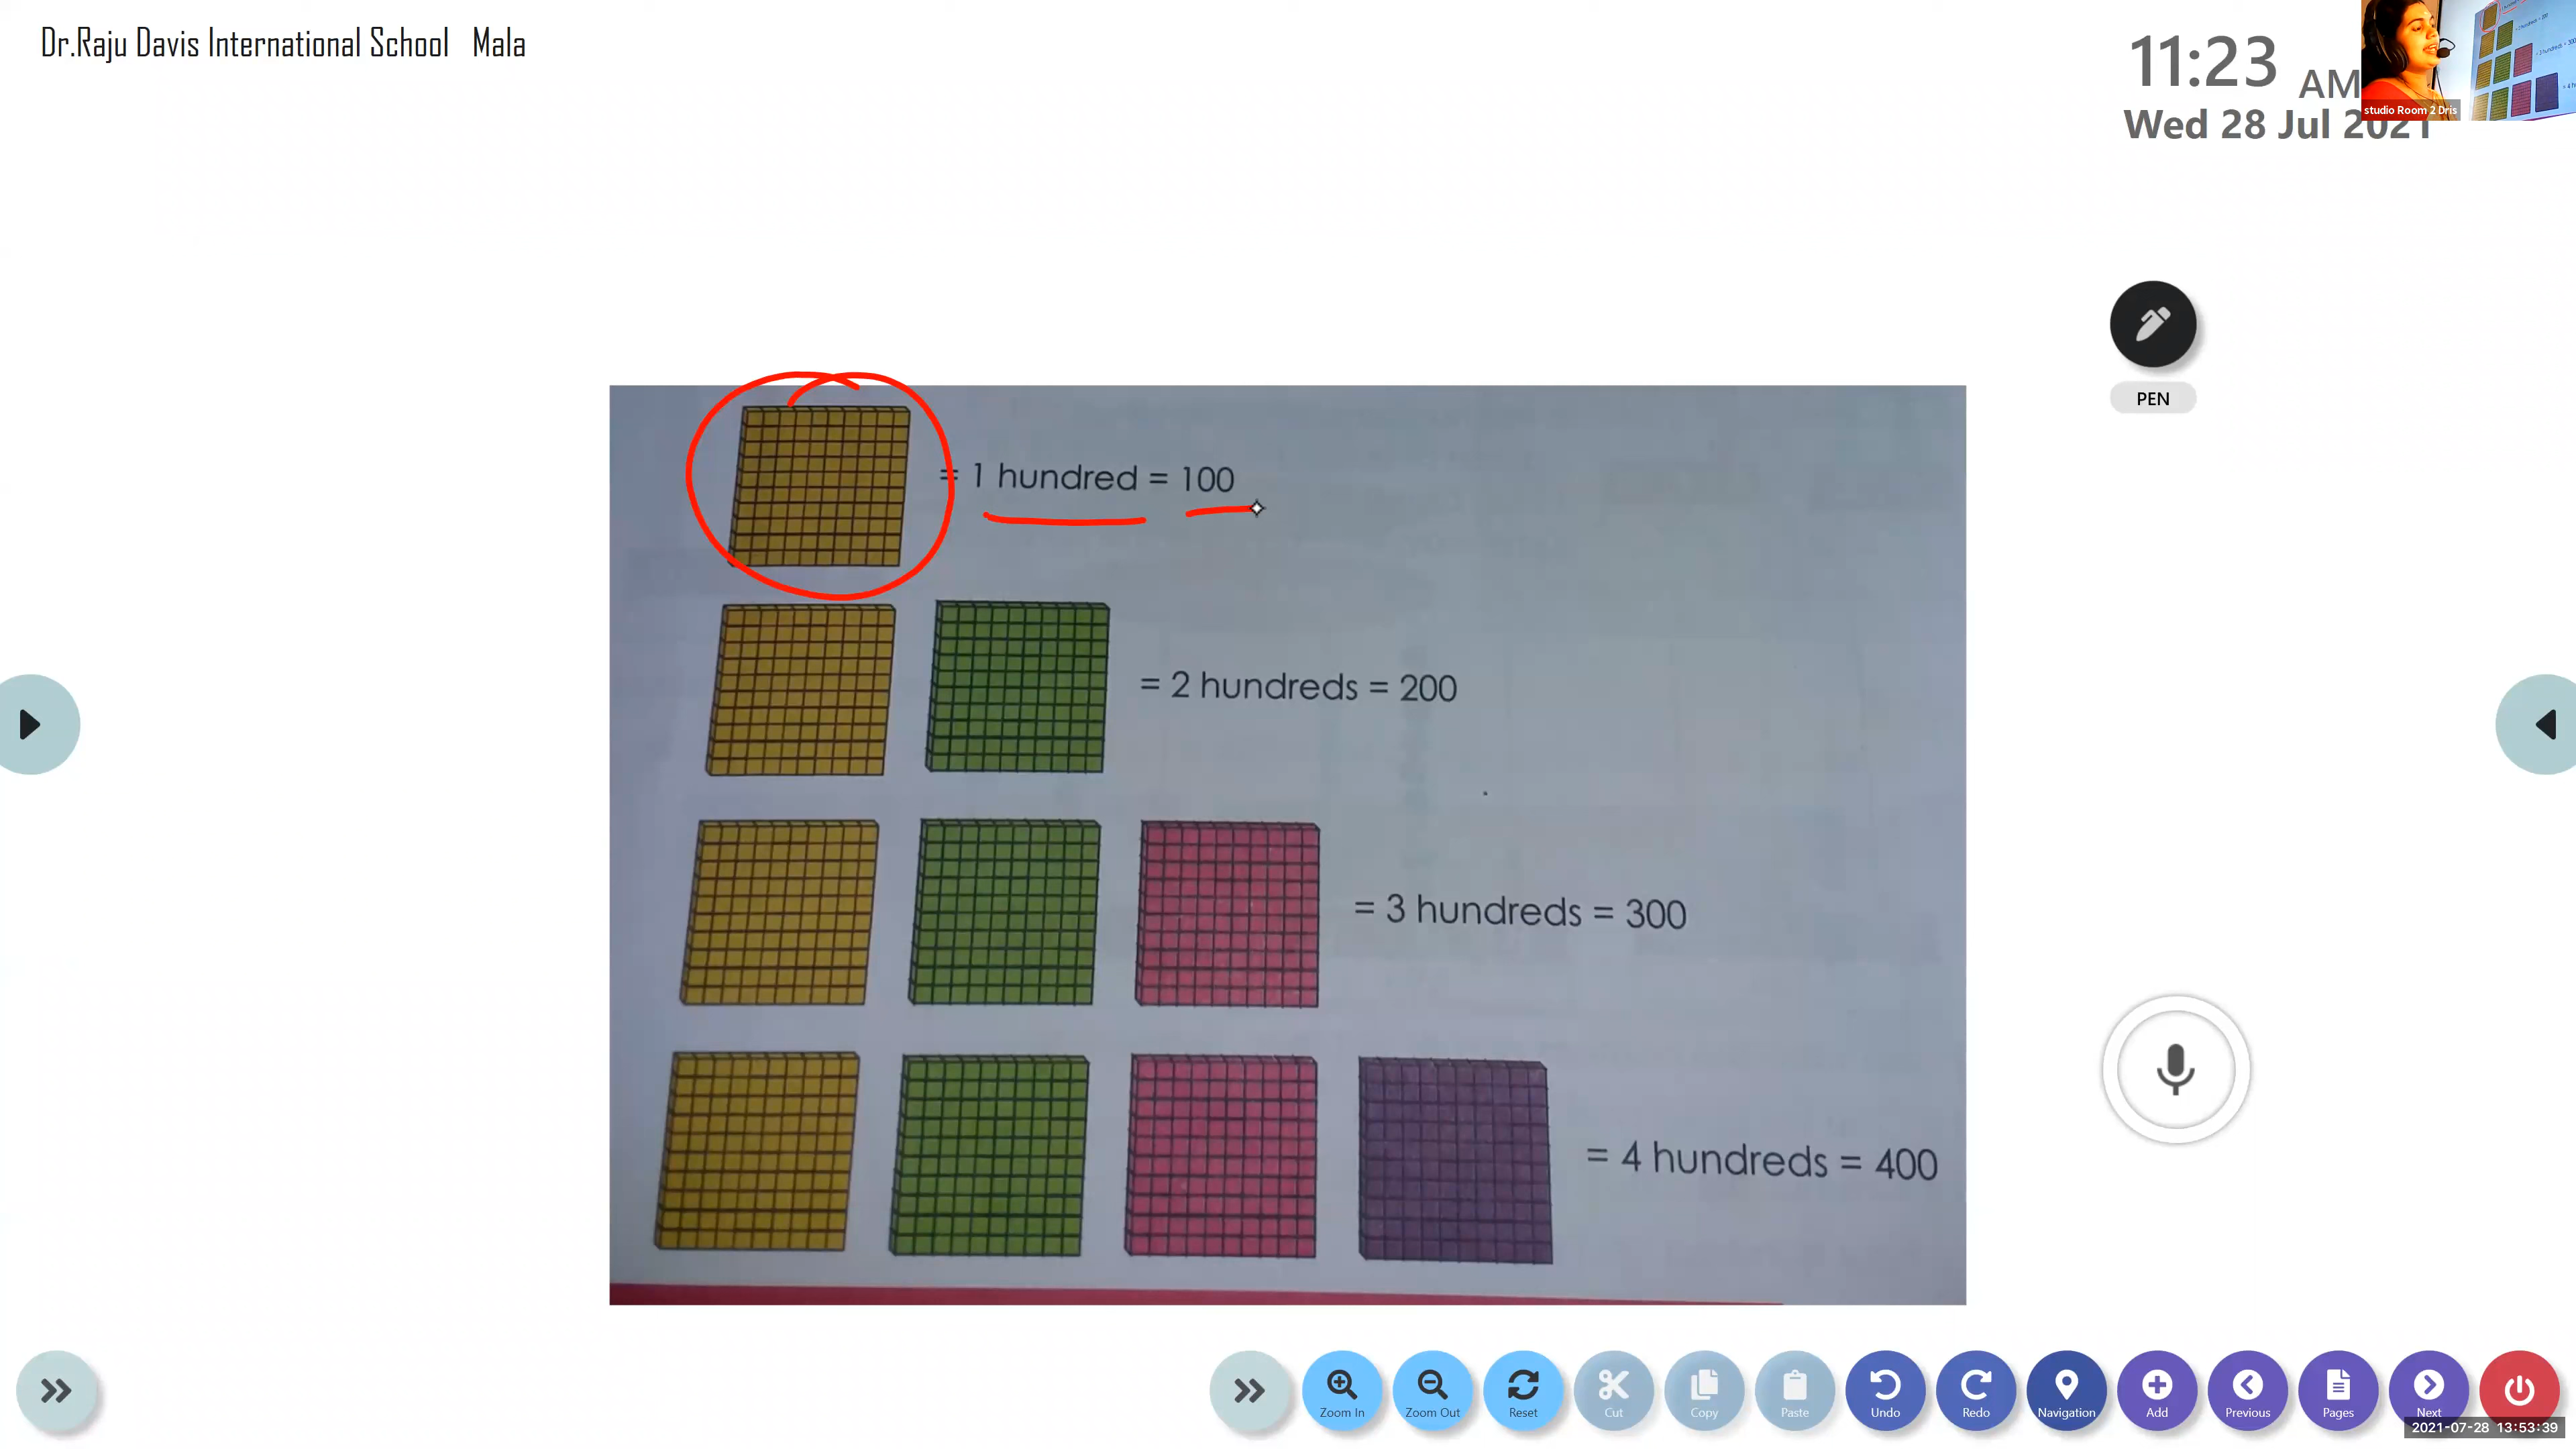 Dr.Raju Davis International School Mala
11:23 AM
Wed 28 Jul 2021
studio Room 2 Dris
PEN
= 1 hundred = 100
= 2 hundreds = 200
= 3 hundreds = 300
= 4 hundreds = 400
Zoom In Zoom Out Reset Cut Copy Paste Undo Redo Navigation Add Previous Pages Next
2021-07-28 13:53:39